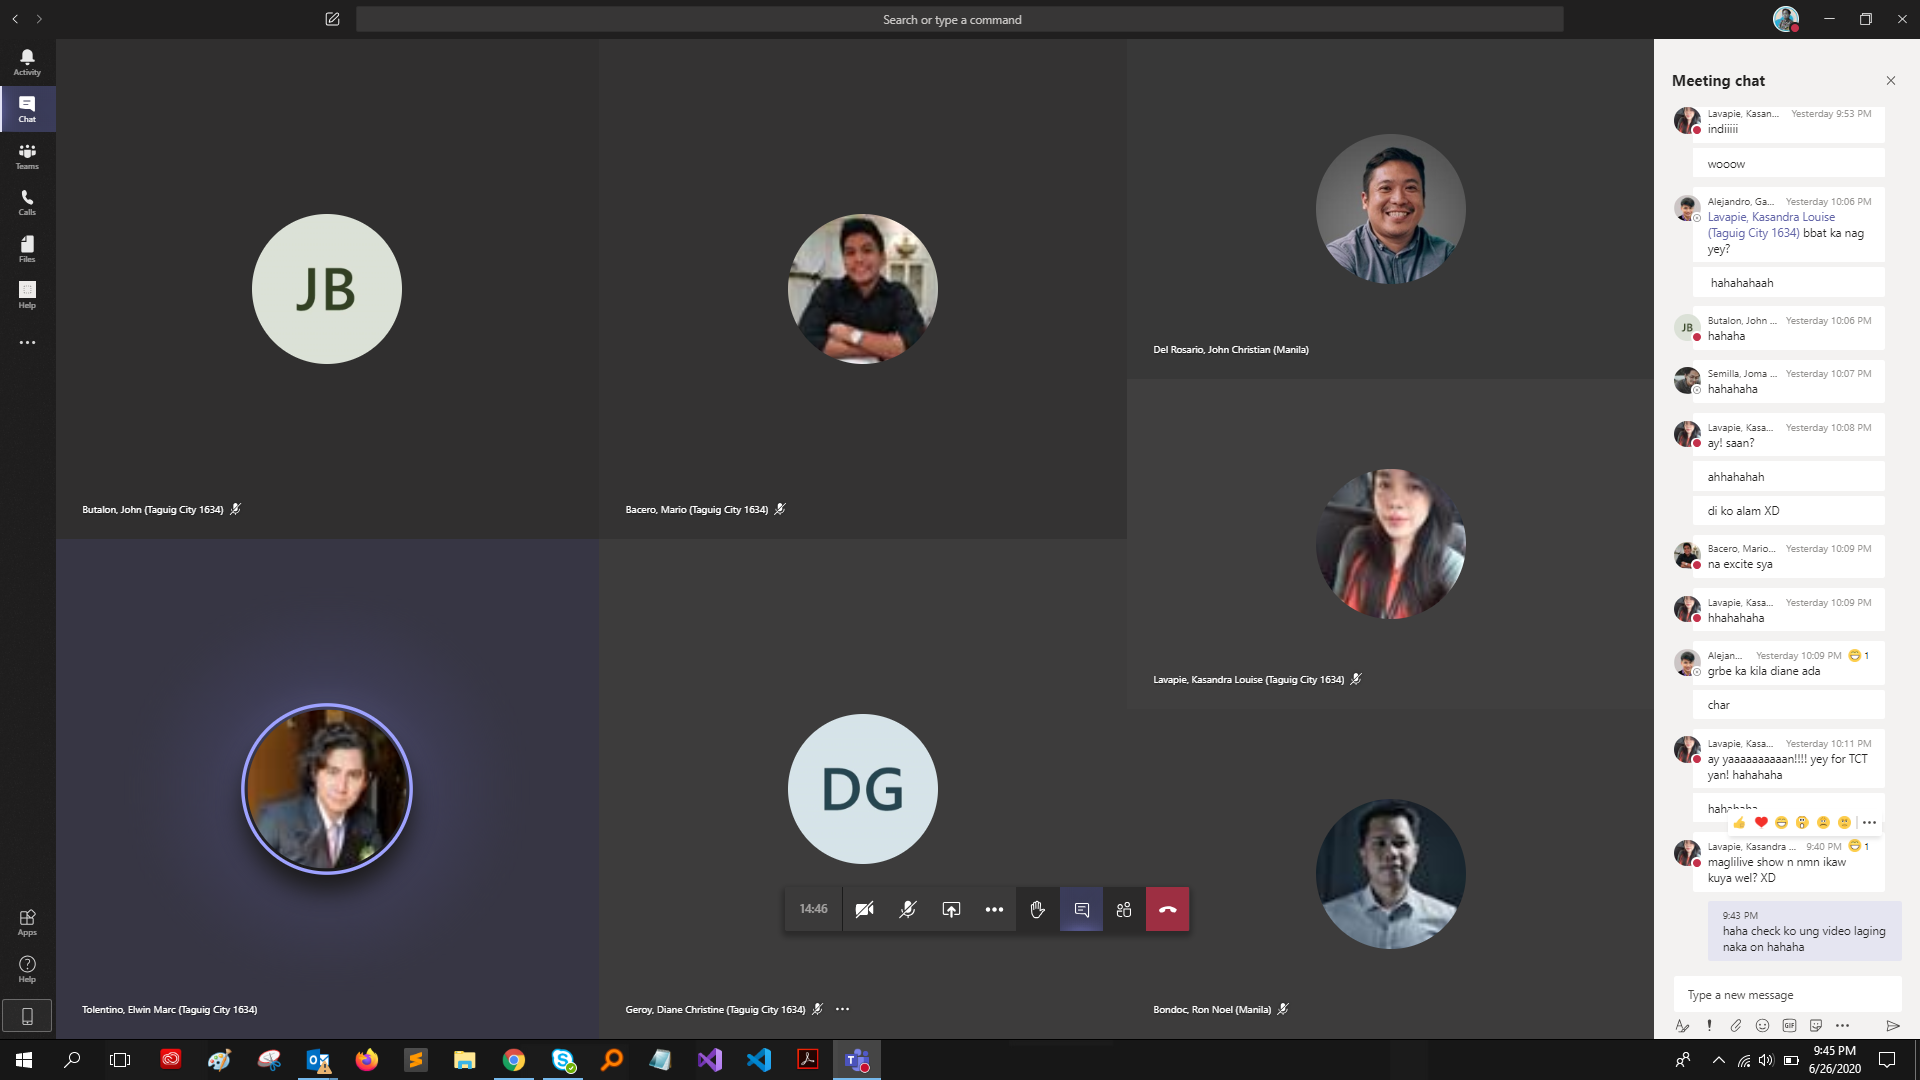 Search or type a command
Activity
Chat
Teams
Calls
Files
Help
Apps
Help
JB
Butalon, John (Taguig City 1634)
Bacero, Mario (Taguig City 1634)
Del Rosario, John Christian (Manila)
Lavapie, Kasandra Louise (Taguig City 1634)
Tolentino, Elwin Marc (Taguig City 1634)
DG
Geroy, Diane Christine (Taguig City 1634)
Bondoc, Ron Noel (Manila)
14:46
Meeting chat
Lavapie, Kasan... Yesterday 9:53 PM
indiiiii
wooow
Alejandro, Ga... Yesterday 10:06 PM
Lavapie, Kasandra Louise
(Taguig City 1634) bbat ka nag
yey?
hahahahaah
JB
Butalon, John ... Yesterday 10:06 PM
hahaha
Semilla, Joma ... Yesterday 10:07 PM
hahahaha
Lavapie, Kasa... Yesterday 10:08 PM
ay! saan?
ahhahahah
di ko alam XD
Bacero, Mario... Yesterday 10:09 PM
na excite sya
Lavapie, Kasa... Yesterday 10:09 PM
hhahahaha
Alejan... Yesterday 10:09 PM 1
grbe ka kila diane ada
char
Lavapie, Kasa... Yesterday 10:11 PM
ay yaaaaaaaaaan!!!! yey for TCT
yan! hahahaha
hahahaha
Lavapie, Kasandra ... 9:40 PM 1
maglilive show n nmn ikaw
kuya wel? XD
9:43 PM
haha check ko ung video laging
naka on hahaha
Type a new message
GIF
9:45 PM
6/26/2020